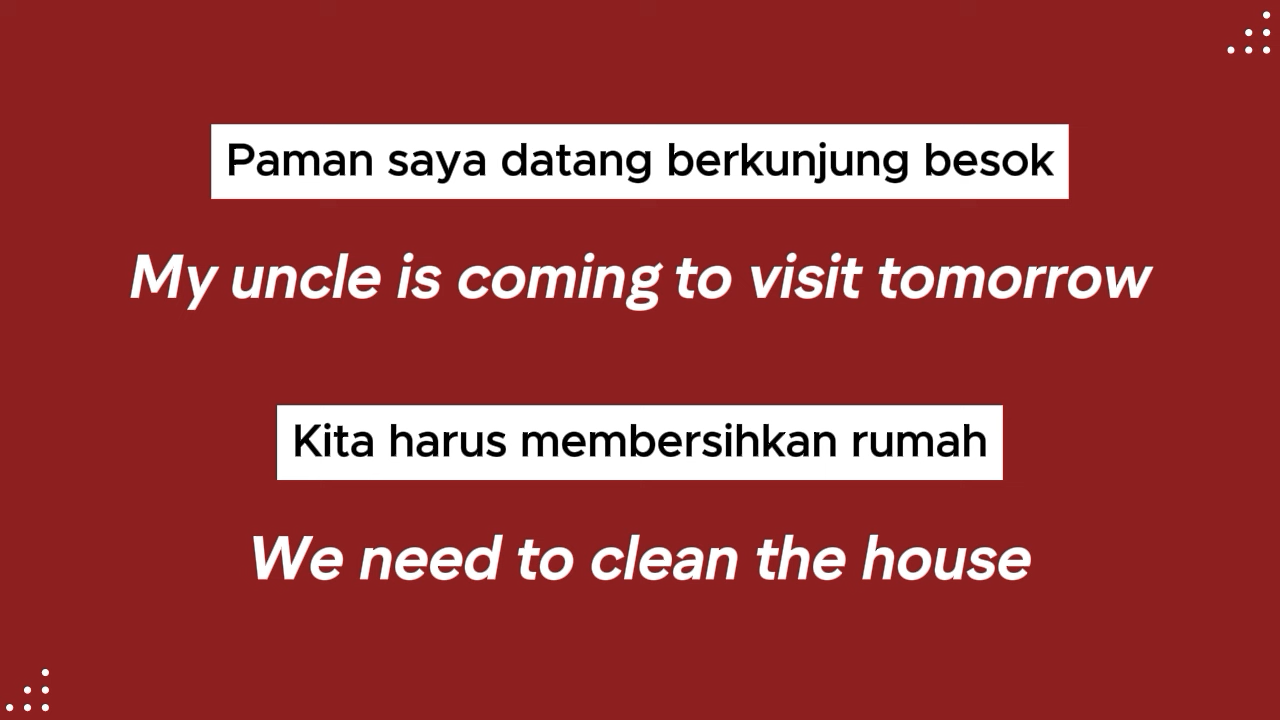 Paman saya datang berkunjung besok
My uncle is coming to visit tomorrow
Kita harus membersihkan rumah
We need to clean the house